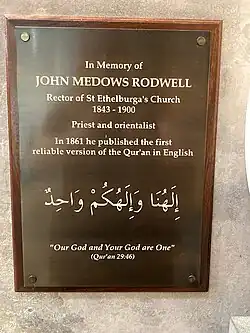 In Memory of
JOHN MEDOWS RODWELL
Rector of St Ethelburga's Church
1843 - 1900
Priest and orientalist
In 1861 he published the first
reliable version of the Qur'an in English
إِلَهُنَا وَإِلَهُكُمْ وَاحِدٌ
"Our God and Your God are One"
(Qur'an 29:46)